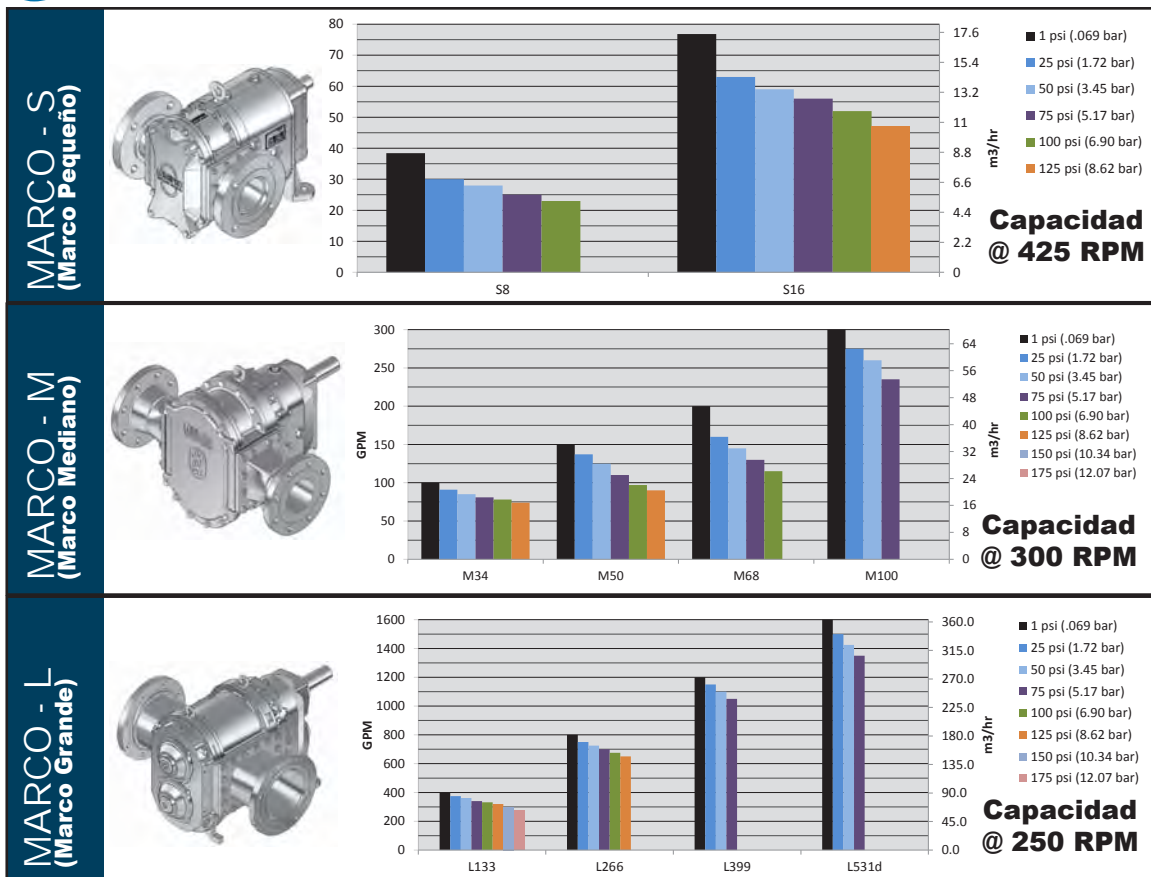 MARCO - S
(Marco Pequeño)
80
70
60
50
40
30
20
10
0
S8
S16
17.6
15.4
13.2
11
8.8
6.6
4.4
2.2
0
m3/hr
1 psi (.069 bar)
25 psi (1.72 bar)
50 psi (3.45 bar)
75 psi (5.17 bar)
100 psi (6.90 bar)
125 psi (8.62 bar)
Capacidad
@ 425 RPM
MARCO - M
(Marco Mediano)
GPM
300
250
200
150
100
50
0
M34
M50
M68
M100
64
56
48
40
32
24
16
8
0
m3/hr
1 psi (.069 bar)
25 psi (1.72 bar)
50 psi (3.45 bar)
75 psi (5.17 bar)
100 psi (6.90 bar)
125 psi (8.62 bar)
150 psi (10.34 bar)
175 psi (12.07 bar)
Capacidad
@ 300 RPM
MARCO - L
(Marco Grande)
GPM
1600
1400
1200
1000
800
600
400
200
0
L133
L266
L399
L531d
360.0
315.0
270.0
225.0
180.0
135.0
90.0
45.0
0.0
m3/hr
1 psi (.069 bar)
25 psi (1.72 bar)
50 psi (3.45 bar)
75 psi (5.17 bar)
100 psi (6.90 bar)
125 psi (8.62 bar)
150 psi (10.34 bar)
175 psi (12.07 bar)
Capacidad
@ 250 RPM